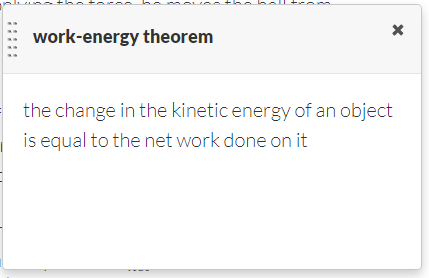 work-energy theorem ×
the change in the kinetic energy of an object
is equal to the net work done on it